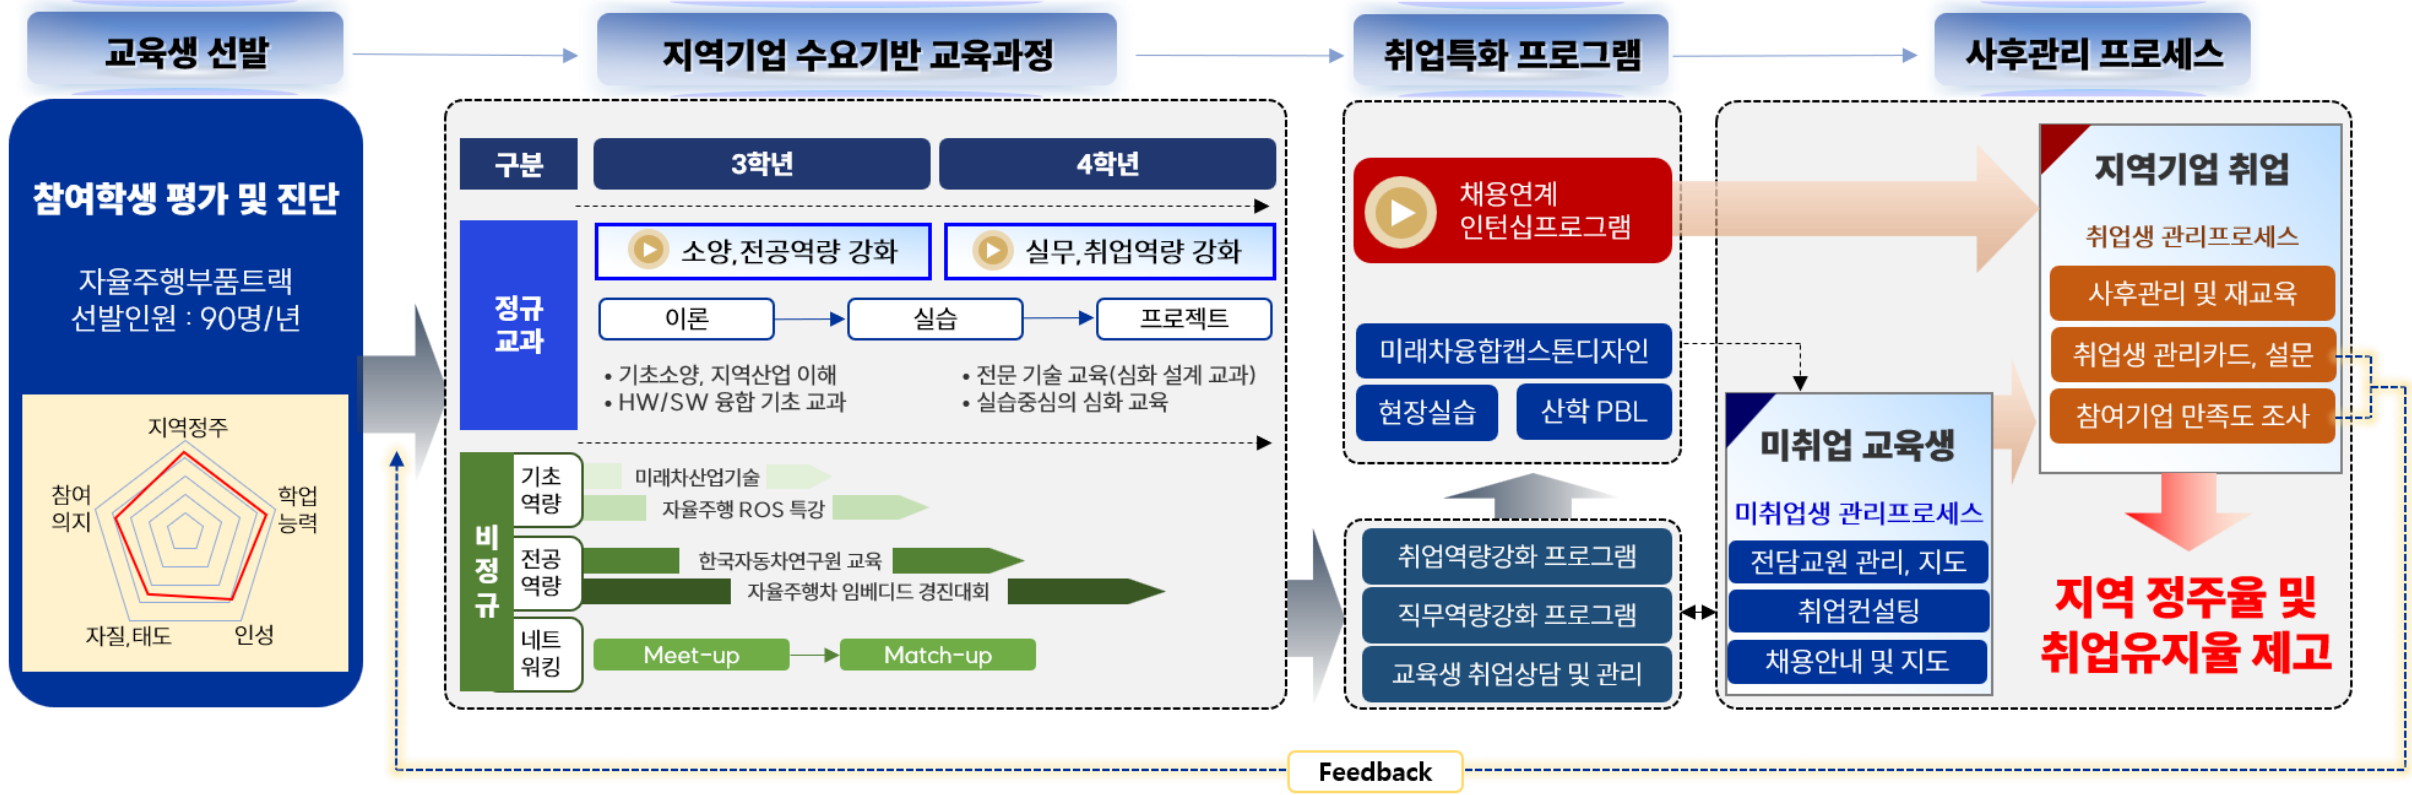 교육생 선발
지역기업 수요기반 교육과정
취업특화 프로그램
사후관리 프로세스
참여학생 평가 및 진단
자율주행부품트랙
선발인원 : 90명/년
지역정주
참여
의지
학업
능력
자질,태도
인성
구분
3학년
4학년
정규
교과
소양,전공역량 강화
실무,취업역량 강화
이론
실습
프로젝트
• 기초소양, 지역산업 이해
• HW/SW 융합 기초 교과
• 전문 기술 교육(심화 설계 교과)
• 실습중심의 심화 교육
비
정
규
기초
역량
미래차산업기술
자율주행 ROS 특강
전공
역량
한국자동차연구원 교육
자율주행차 임베디드 경진대회
네트
워킹
Meet-up
Match-up
채용연계
인턴십프로그램
미래차융합캡스톤디자인
현장실습
산학 PBL
취업역량강화 프로그램
직무역량강화 프로그램
교육생 취업상담 및 관리
미취업 교육생
미취업생 관리프로세스
전담교원 관리, 지도
취업컨설팅
채용안내 및 지도
지역기업 취업
취업생 관리프로세스
사후관리 및 재교육
취업생 관리카드, 설문
참여기업 만족도 조사
지역 정주율 및
취업유지율 제고
Feedback